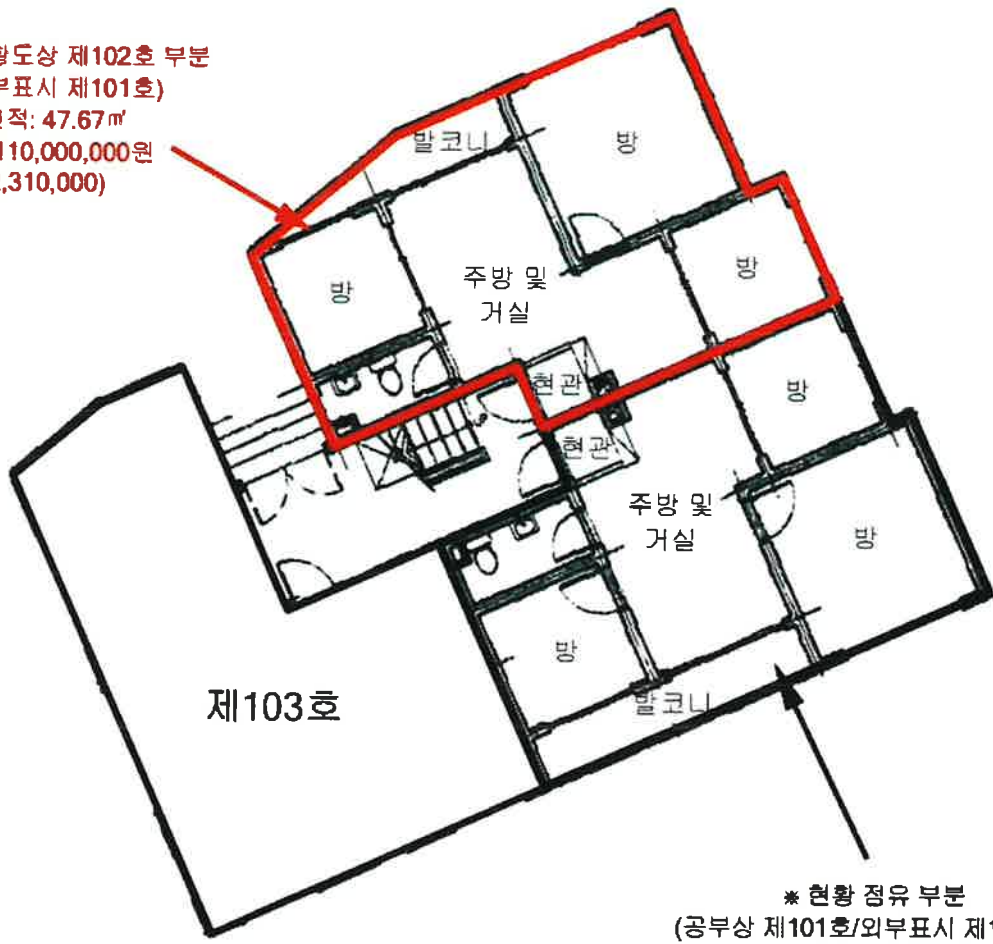 황도상 제102호 부분
부표시 제101호)
적: 47.67㎡
110,000,000원
,310,000)
발코니
방
방
주방 및
거실
방
현관
현관
방
주방 및
거실
방
방
발코니
제103호
※ 현황 점유 부분
(공부상 제101호/외부표시 제1